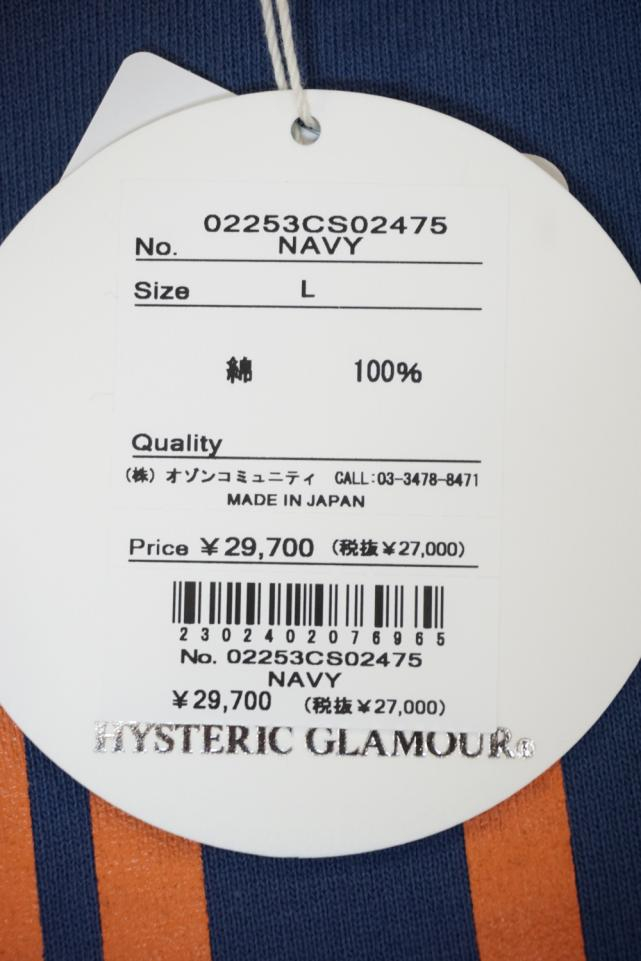 02253CS02475
No. NAVY
Size L
綿 100%
Quality
(株) オゾンコミュニティ CALL:03-3478-8471
MADE IN JAPAN
Price ¥29,700 (税抜¥27,000)
2302402076965
No. 02253CS02475
NAVY
¥29,700 (税抜¥27,000)
HYSTERIC GLAMOUR®